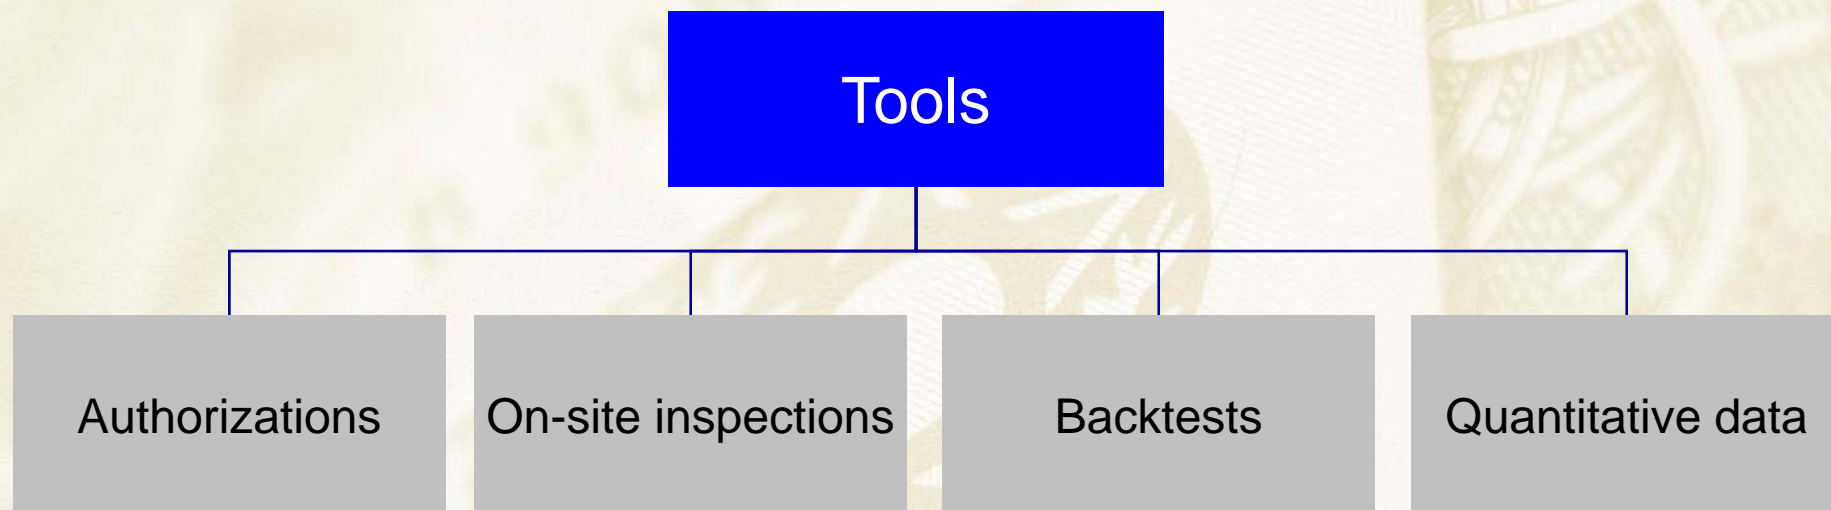 Tools
Authorizations
On-site inspections
Backtests
Quantitative data